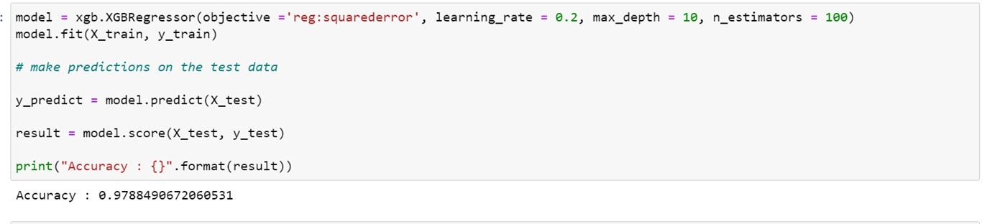 :
model = xgb.XGBRegressor(objective ='reg:squarederror', learning_rate = 0.2, max_depth = 10, n_estimators = 100)
model.fit(X_train, y_train)
# make predictions on the test data
y_predict = model.predict(X_test)
result = model.score(X_test, y_test)
print("Accuracy : {}".format(result))
Accuracy : 0.9788490672060531